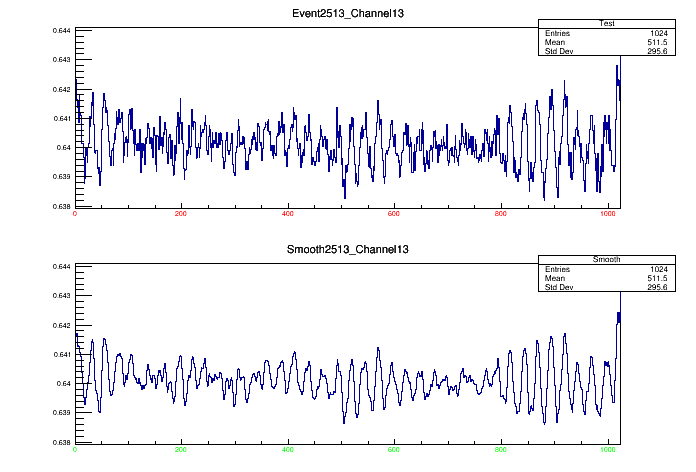 Event2513_Channel13
Test
Entries 1024
Mean 511.5
Std Dev 295.6
0.644
0.643
0.642
0.641
0.64
0.639
0.638
0 200 400 600 800 1000
Smooth2513_Channel13
Smooth
Entries 1024
Mean 511.5
Std Dev 295.6
0.644
0.643
0.642
0.641
0.64
0.639
0.638
0 200 400 600 800 1000